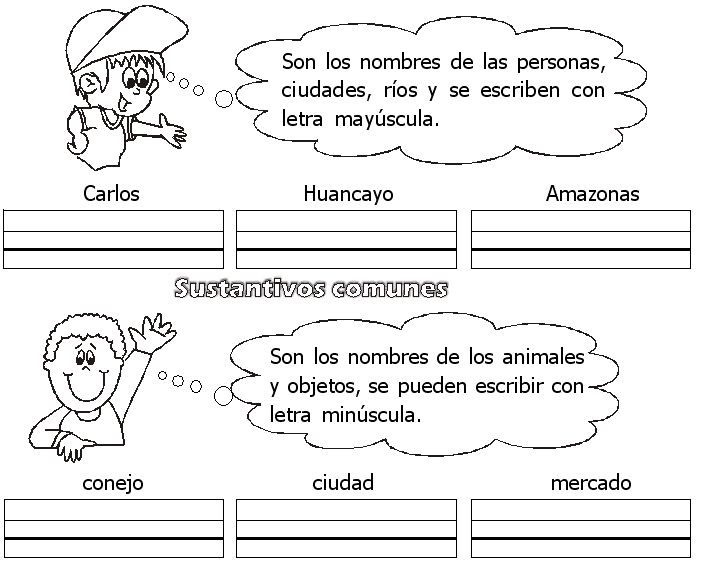 Son los nombres de las personas,
ciudades, ríos y se escriben con
letra mayúscula.
Carlos Huancayo Amazonas
Sustantivos comunes
Son los nombres de los animales
y objetos, se pueden escribir con
letra minúscula.
conejo ciudad mercado